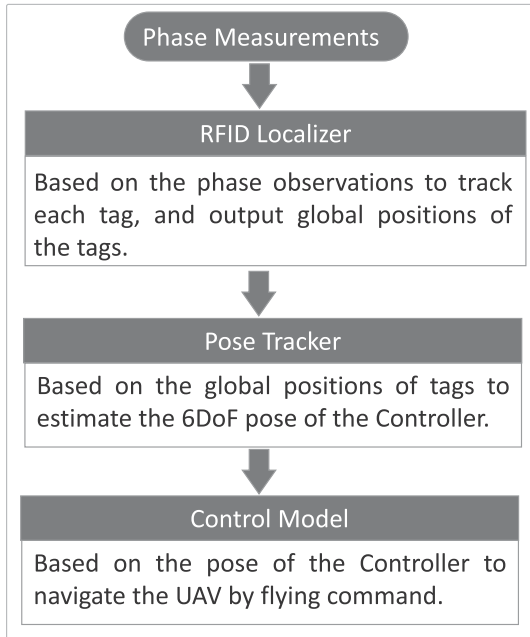 Phase Measurements
RFID Localizer
Based on the phase observations to track
each tag, and output global positions of
the tags.
Pose Tracker
Based on the global positions of tags to
estimate the 6DoF pose of the Controller.
Control Model
Based on the pose of the Controller to
navigate the UAV by flying command.